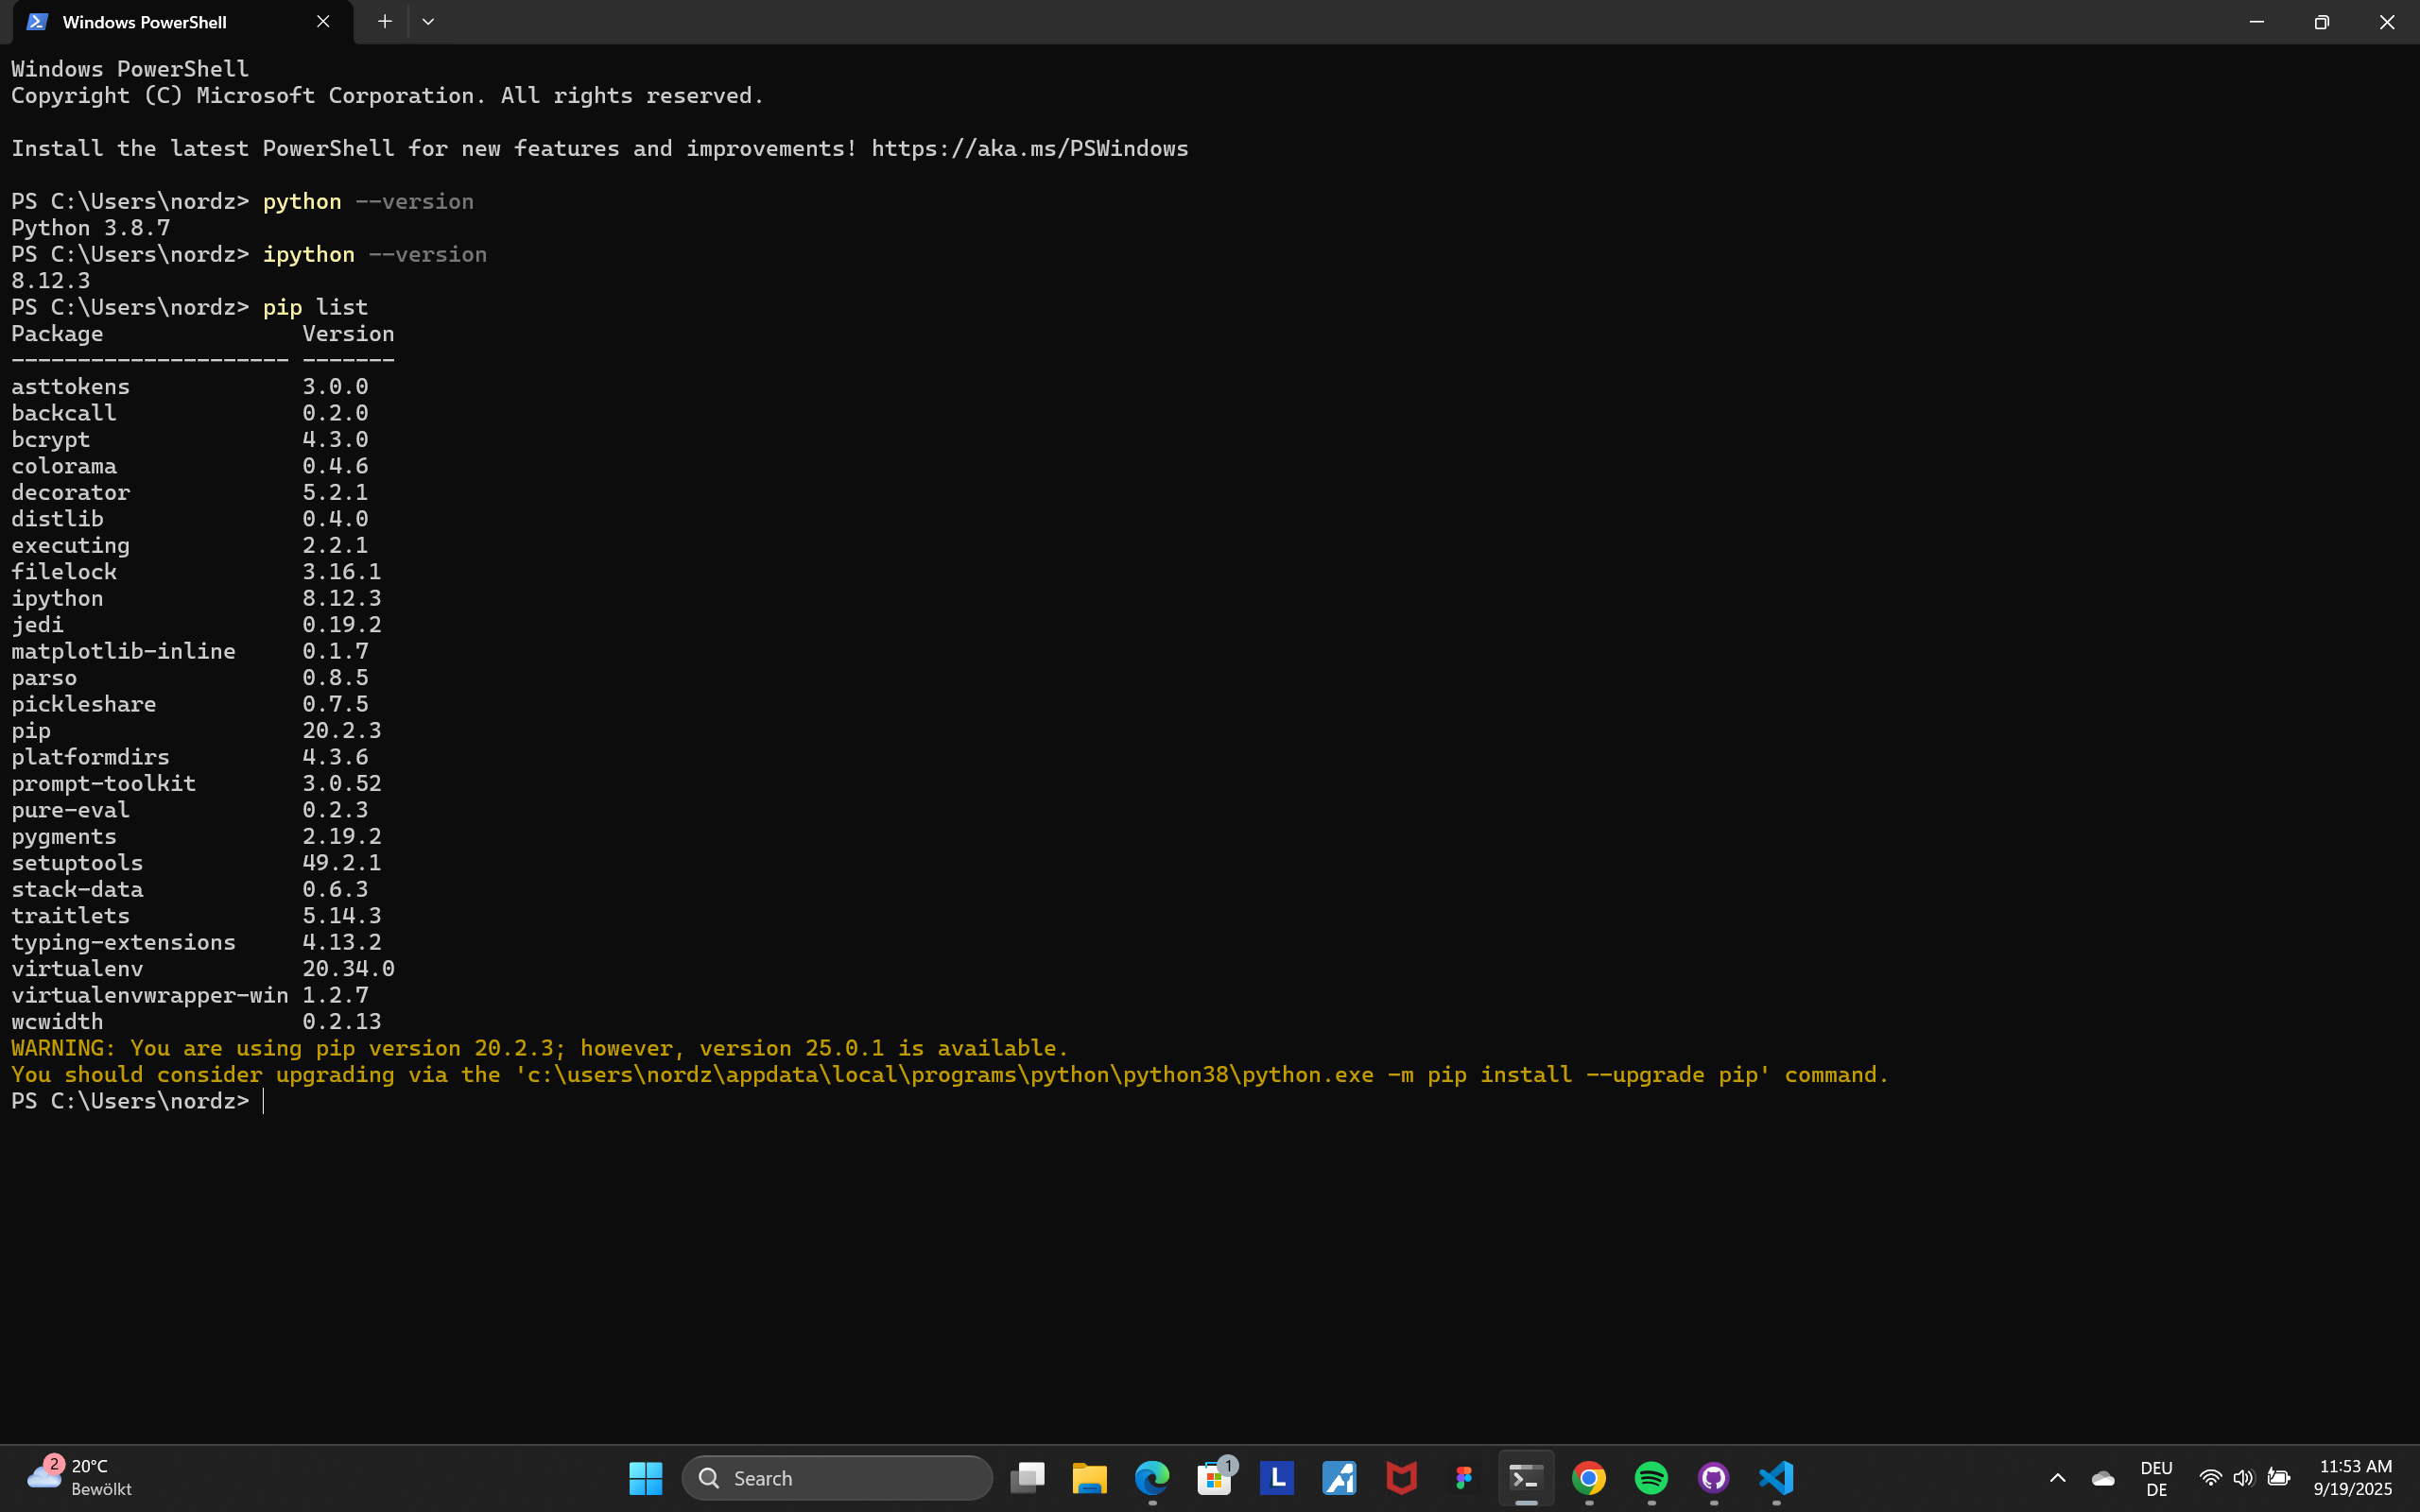 Windows PowerShell
Windows PowerShell
Copyright (C) Microsoft Corporation. All rights reserved.
Install the latest PowerShell for new features and improvements! https://aka.ms/PSWindows
PS C:\Users\nordz> python --version
Python 3.8.7
PS C:\Users\nordz> ipython --version
8.12.3
PS C:\Users\nordz> pip list
Package               Version
--------------------- -------
asttokens             3.0.0
backcall              0.2.0
bcrypt                4.3.0
colorama              0.4.6
decorator             5.2.1
distlib               0.4.0
executing             2.2.1
filelock              3.16.1
ipython               8.12.3
jedi                  0.19.2
matplotlib-inline     0.1.7
parso                 0.8.5
pickleshare           0.7.5
pip                   20.2.3
platformdirs          4.3.6
prompt-toolkit        3.0.52
pure-eval             0.2.3
pygments              2.19.2
setuptools            49.2.1
stack-data            0.6.3
traitlets             5.14.3
typing-extensions     4.13.2
virtualenv            20.34.0
virtualenvwrapper-win 1.2.7
wcwidth               0.2.13
WARNING: You are using pip version 20.2.3; however, version 25.0.1 is available.
You should consider upgrading via the 'c:\users\nordz\appdata\local\programs\python\python38\python.exe -m pip install --upgrade pip' command.
PS C:\Users\nordz>
2
20°C
Bewölkt
Search
1
L
DEU
DE
11:53 AM
9/19/2025